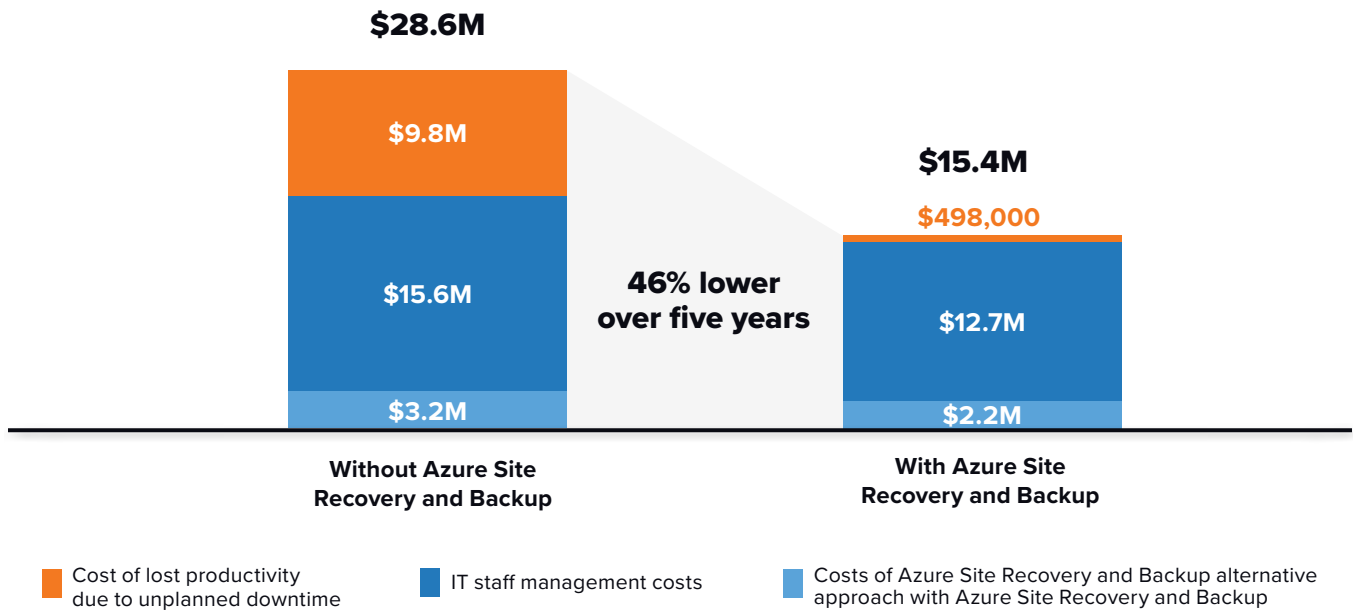 $28.6M
$9.8M
$15.6M
$3.2M
46% lower
over five years
$15.4M
$498,000
$12.7M
$2.2M
Without Azure Site
Recovery and Backup
With Azure Site
Recovery and Backup
Cost of lost productivity
due to unplanned downtime
IT staff management costs
Costs of Azure Site Recovery and Backup alternative
approach with Azure Site Recovery and Backup